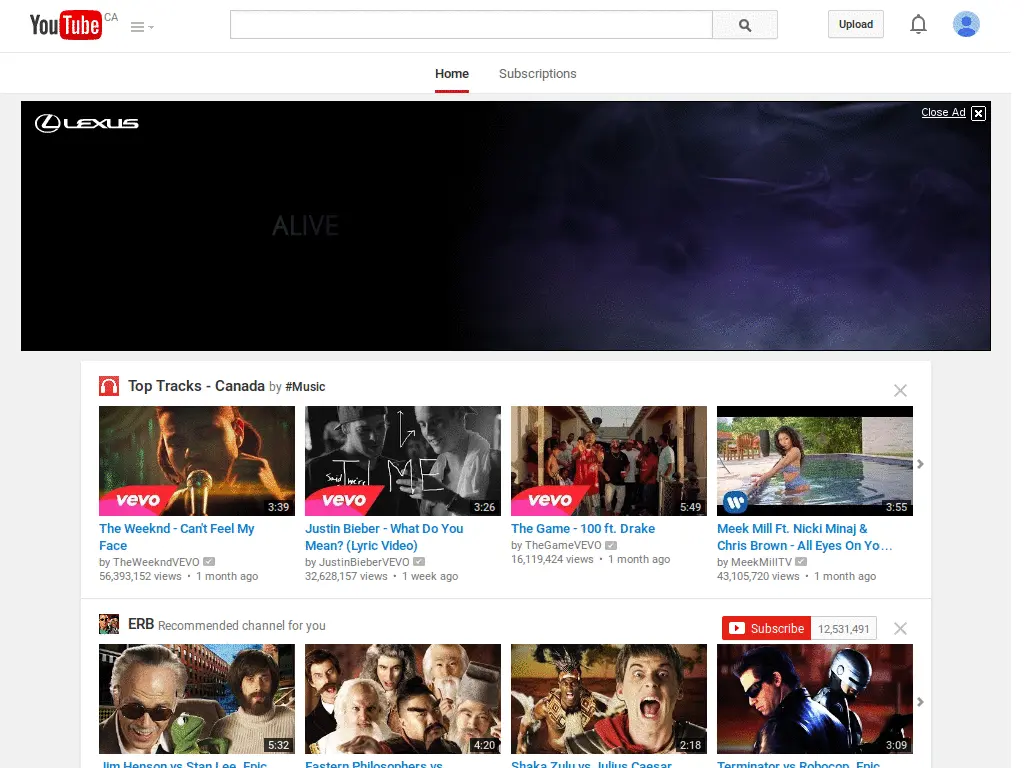 YouTube CA
Upload
Home Subscriptions
LEXUS
Close Ad
ALIVE
Top Tracks - Canada by #Music
vevo 3:39
said They're TIME
vevo 3:26
vevo 5:49
3:55
The Weeknd - Can't Feel My Face
by TheWeekndVEVO
56,393,152 views • 1 month ago
Justin Bieber - What Do You Mean? (Lyric Video)
by JustinBieberVEVO
32,628,157 views • 1 week ago
The Game - 100 ft. Drake
by TheGameVEVO
16,119,424 views • 1 month ago
Meek Mill Ft. Nicki Minaj & Chris Brown - All Eyes On Yo…
by MeekMillTV
43,105,720 views • 1 month ago
ERB Recommended channel for you
Subscribe 12,531,491
5:32
4:20
2:18
3:09
Jim Henson vs Stan Lee. Epic
Eastern Philosophers vs
Shaka Zulu vs Julius Caesar
Terminator vs Robocop. Epic